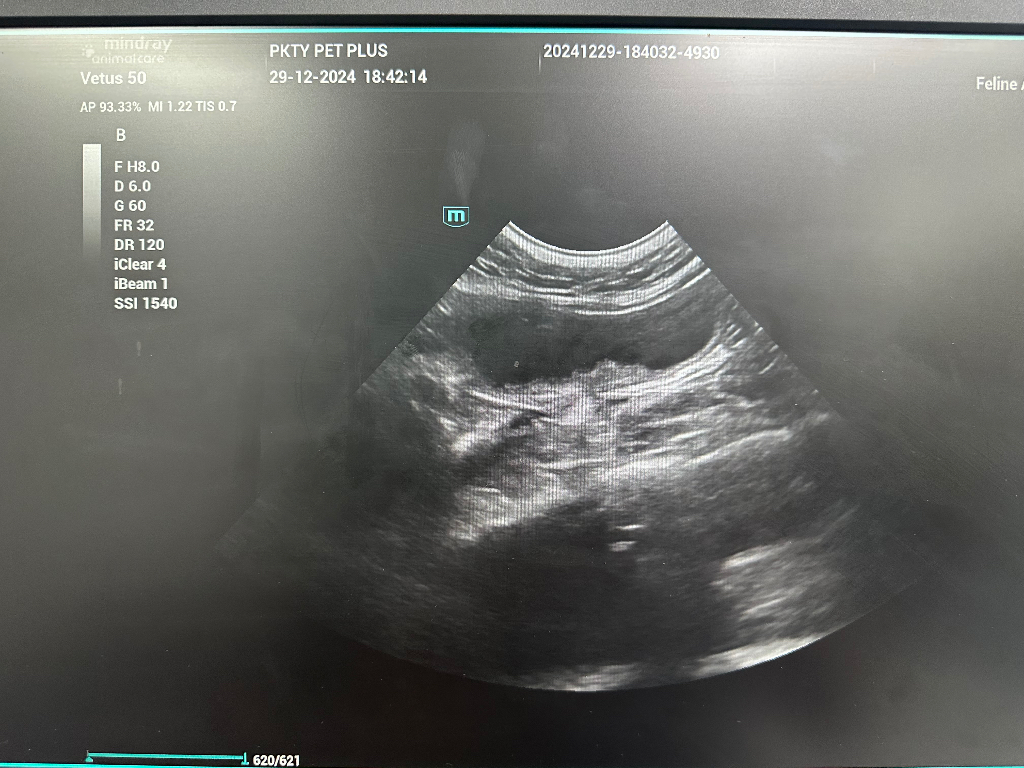 mindray
animalcare
Vetus 50
PKTY PET PLUS
29-12-2024 18:42:14
20241229-184032-4930
Feline
AP 93.33% MI 1.22 TIS 0.7
B
F H8.0
D 6.0
G 60
FR 32
DR 120
iClear 4
iBeam 1
SSI 1540
m
620/621